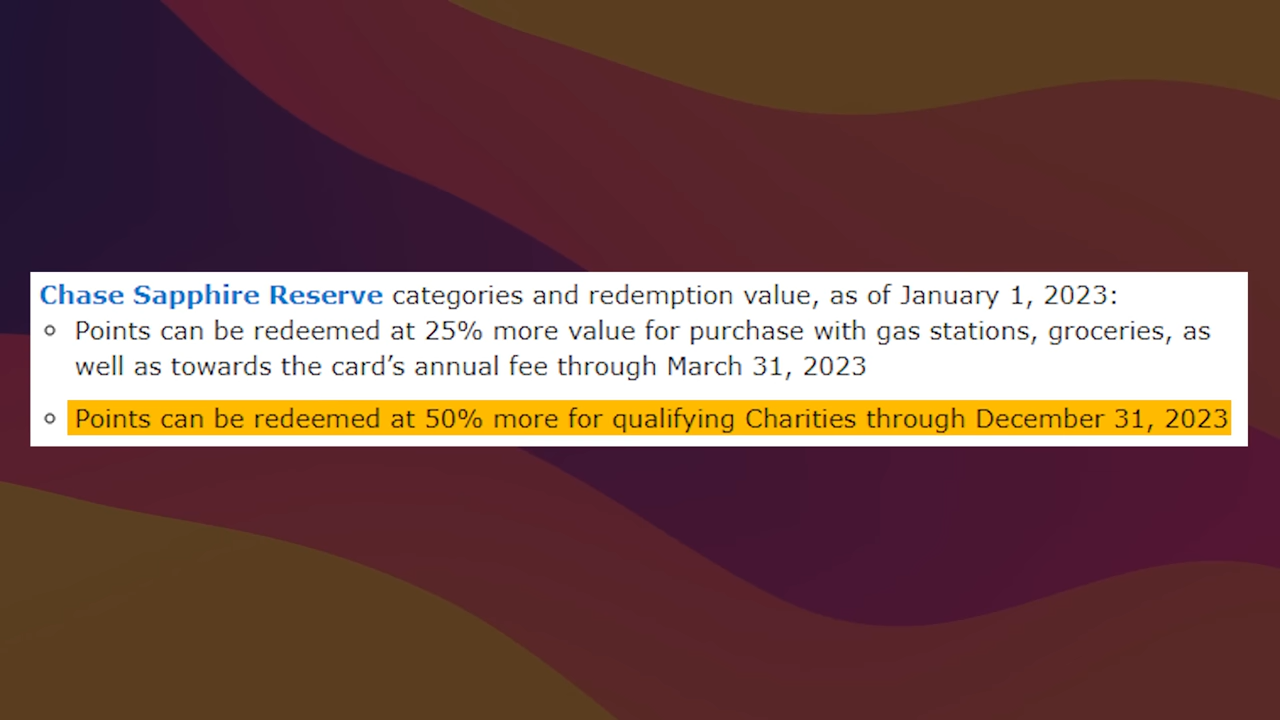 Chase Sapphire Reserve categories and redemption value, as of January 1, 2023:
Points can be redeemed at 25% more value for purchase with gas stations, groceries, as
well as towards the card’s annual fee through March 31, 2023
Points can be redeemed at 50% more for qualifying Charities through December 31, 2023